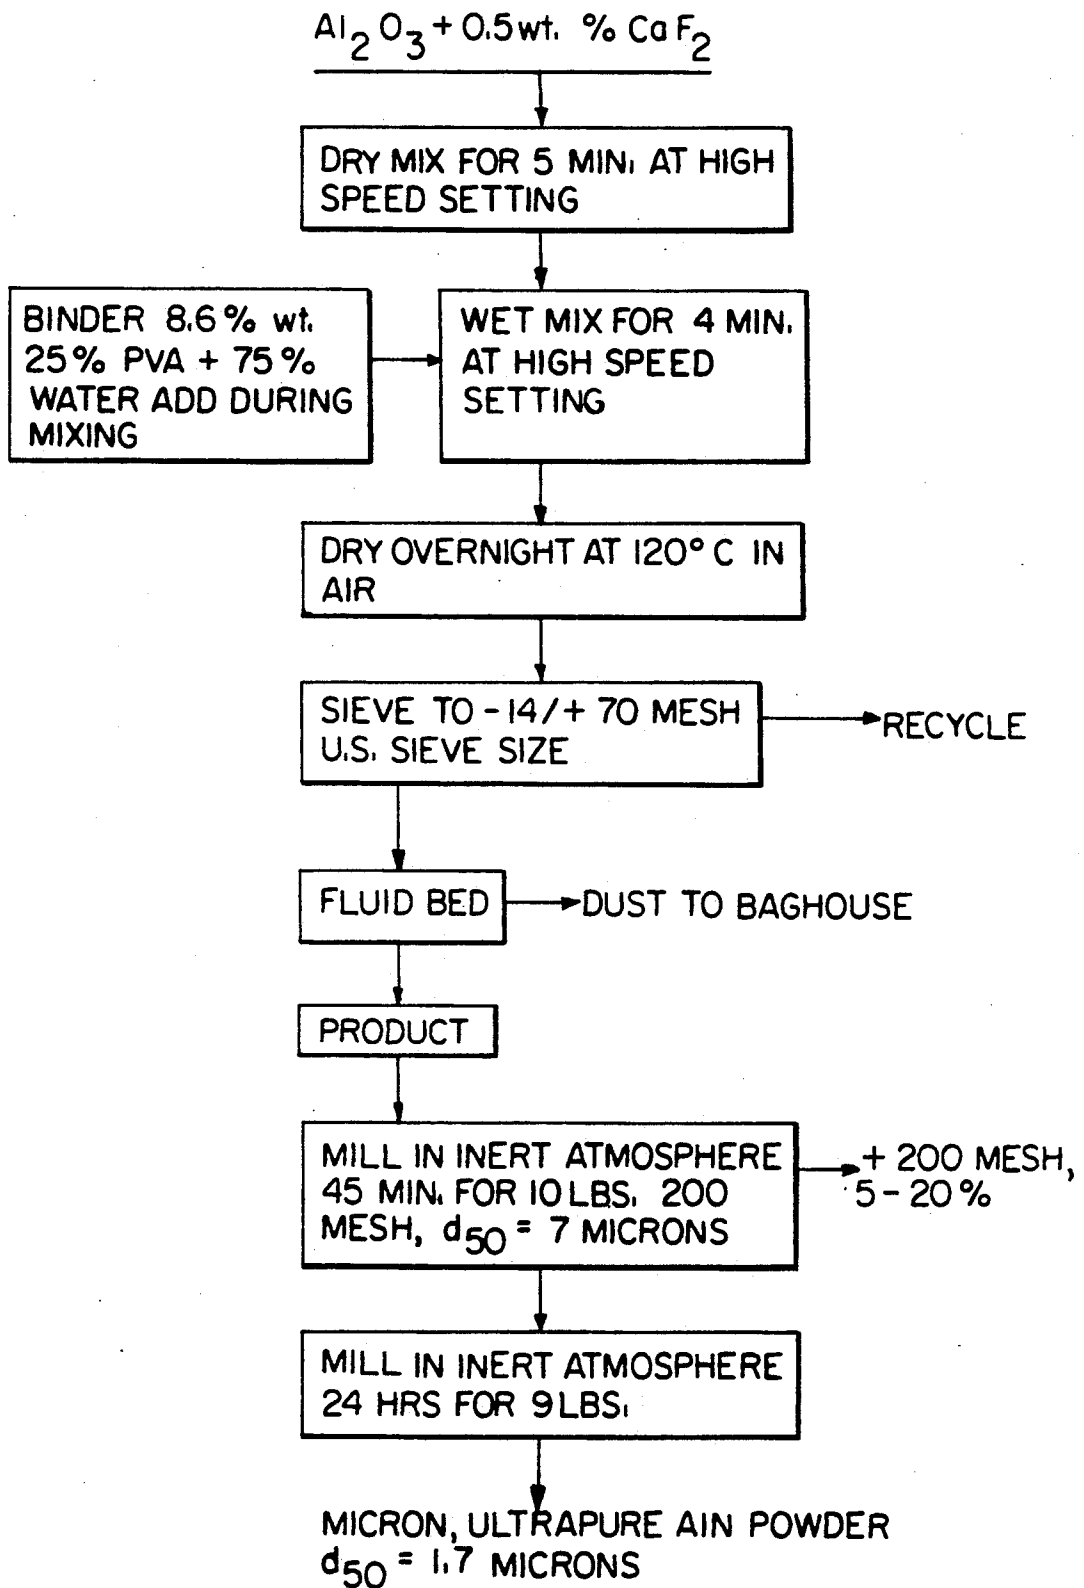 Al2O3 + 0.5 wt. % CaF2
DRY MIX FOR 5 MIN. AT HIGH
SPEED SETTING
BINDER 8.6% wt.
25% PVA + 75%
WATER ADD DURING
MIXING
WET MIX FOR 4 MIN.
AT HIGH SPEED
SETTING
DRY OVERNIGHT AT 120° C IN
AIR
SIEVE TO -14/+ 70 MESH
U.S. SIEVE SIZE
RECYCLE
FLUID BED
DUST TO BAGHOUSE
PRODUCT
MILL IN INERT ATMOSPHERE
45 MIN. FOR 10 LBS. 200
MESH, d50 = 7 MICRONS
+ 200 MESH,
5-20%
MILL IN INERT ATMOSPHERE
24 HRS FOR 9 LBS.
MICRON, ULTRAPURE AIN POWDER
d50 = 1.7 MICRONS